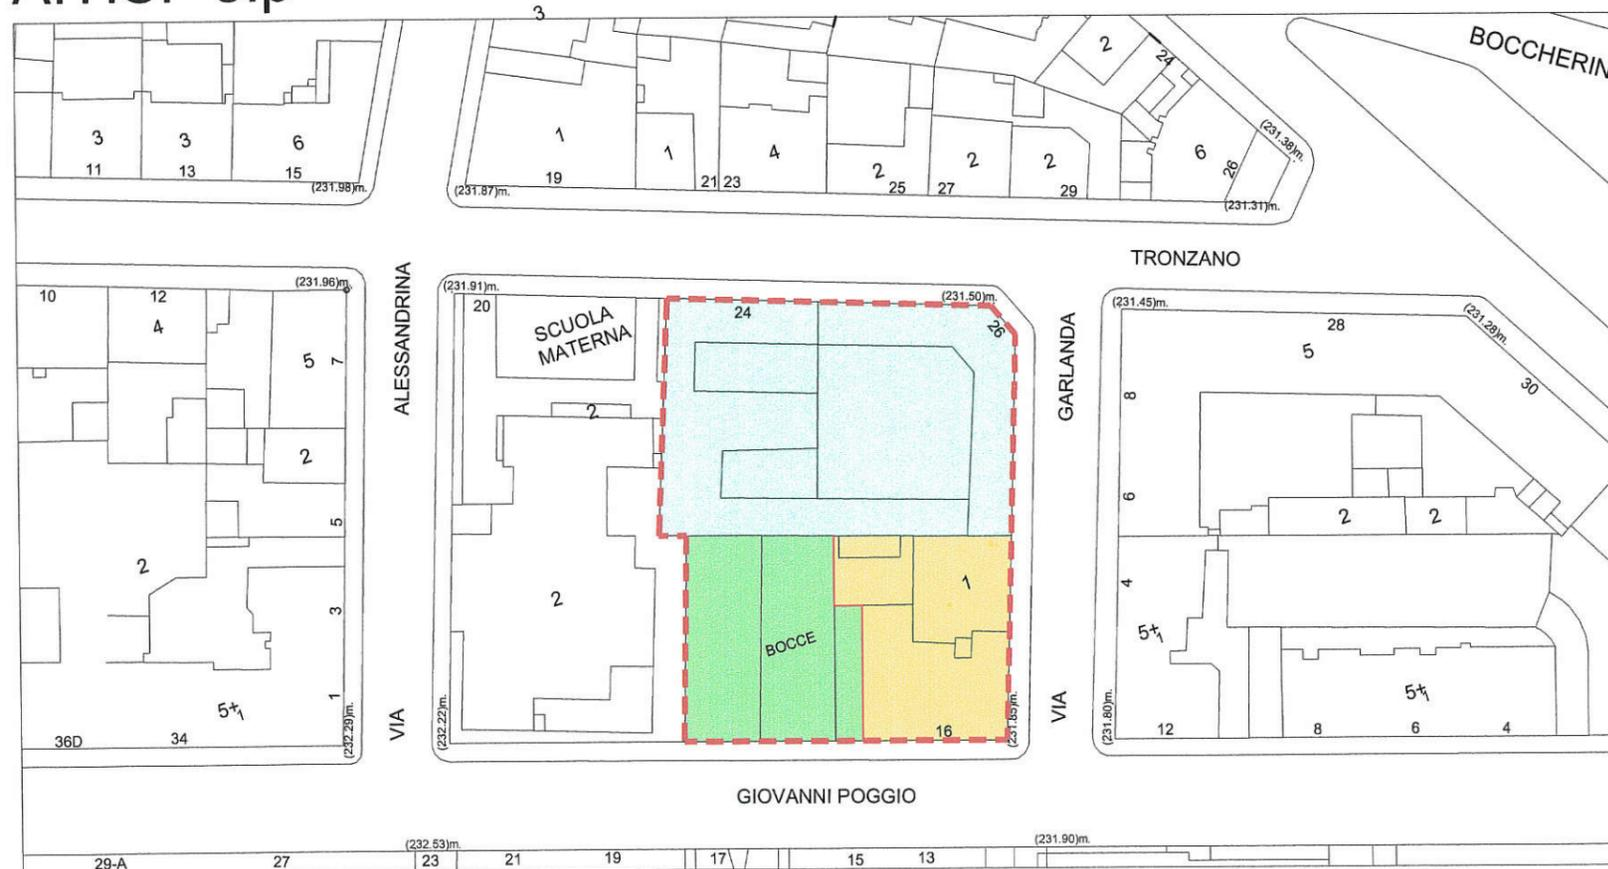 3
BOCCHERIN
2
24
3
3
6
1
1
4
2
2
2
6
26
(231.38)m.
11
13
15
(231.98)m.
(231.87)m.
19
21
23
25
27
29
(231.31)m.
TRONZANO
ALESSANDRINA
GARLANDA
10
12
4
(231.96)m.
5
7
2
5
2
3
1
5+1
36D
34
(232.29)m.
VIA
(231.91)m.
20
SCUOLA
MATERNA
2
2
(232.22)m.
24
(231.50)m.
26
BOCCE
1
16
(231.85)m.
VIA
(231.45)m.
28
5
(231.28)m.
30
8
6
2
2
4
5+1
5+1
(231.80)m.
12
8
6
4
GIOVANNI POGGIO
(232.53)m.
(231.90)m.
29-A
27
23
21
19
17
15
13